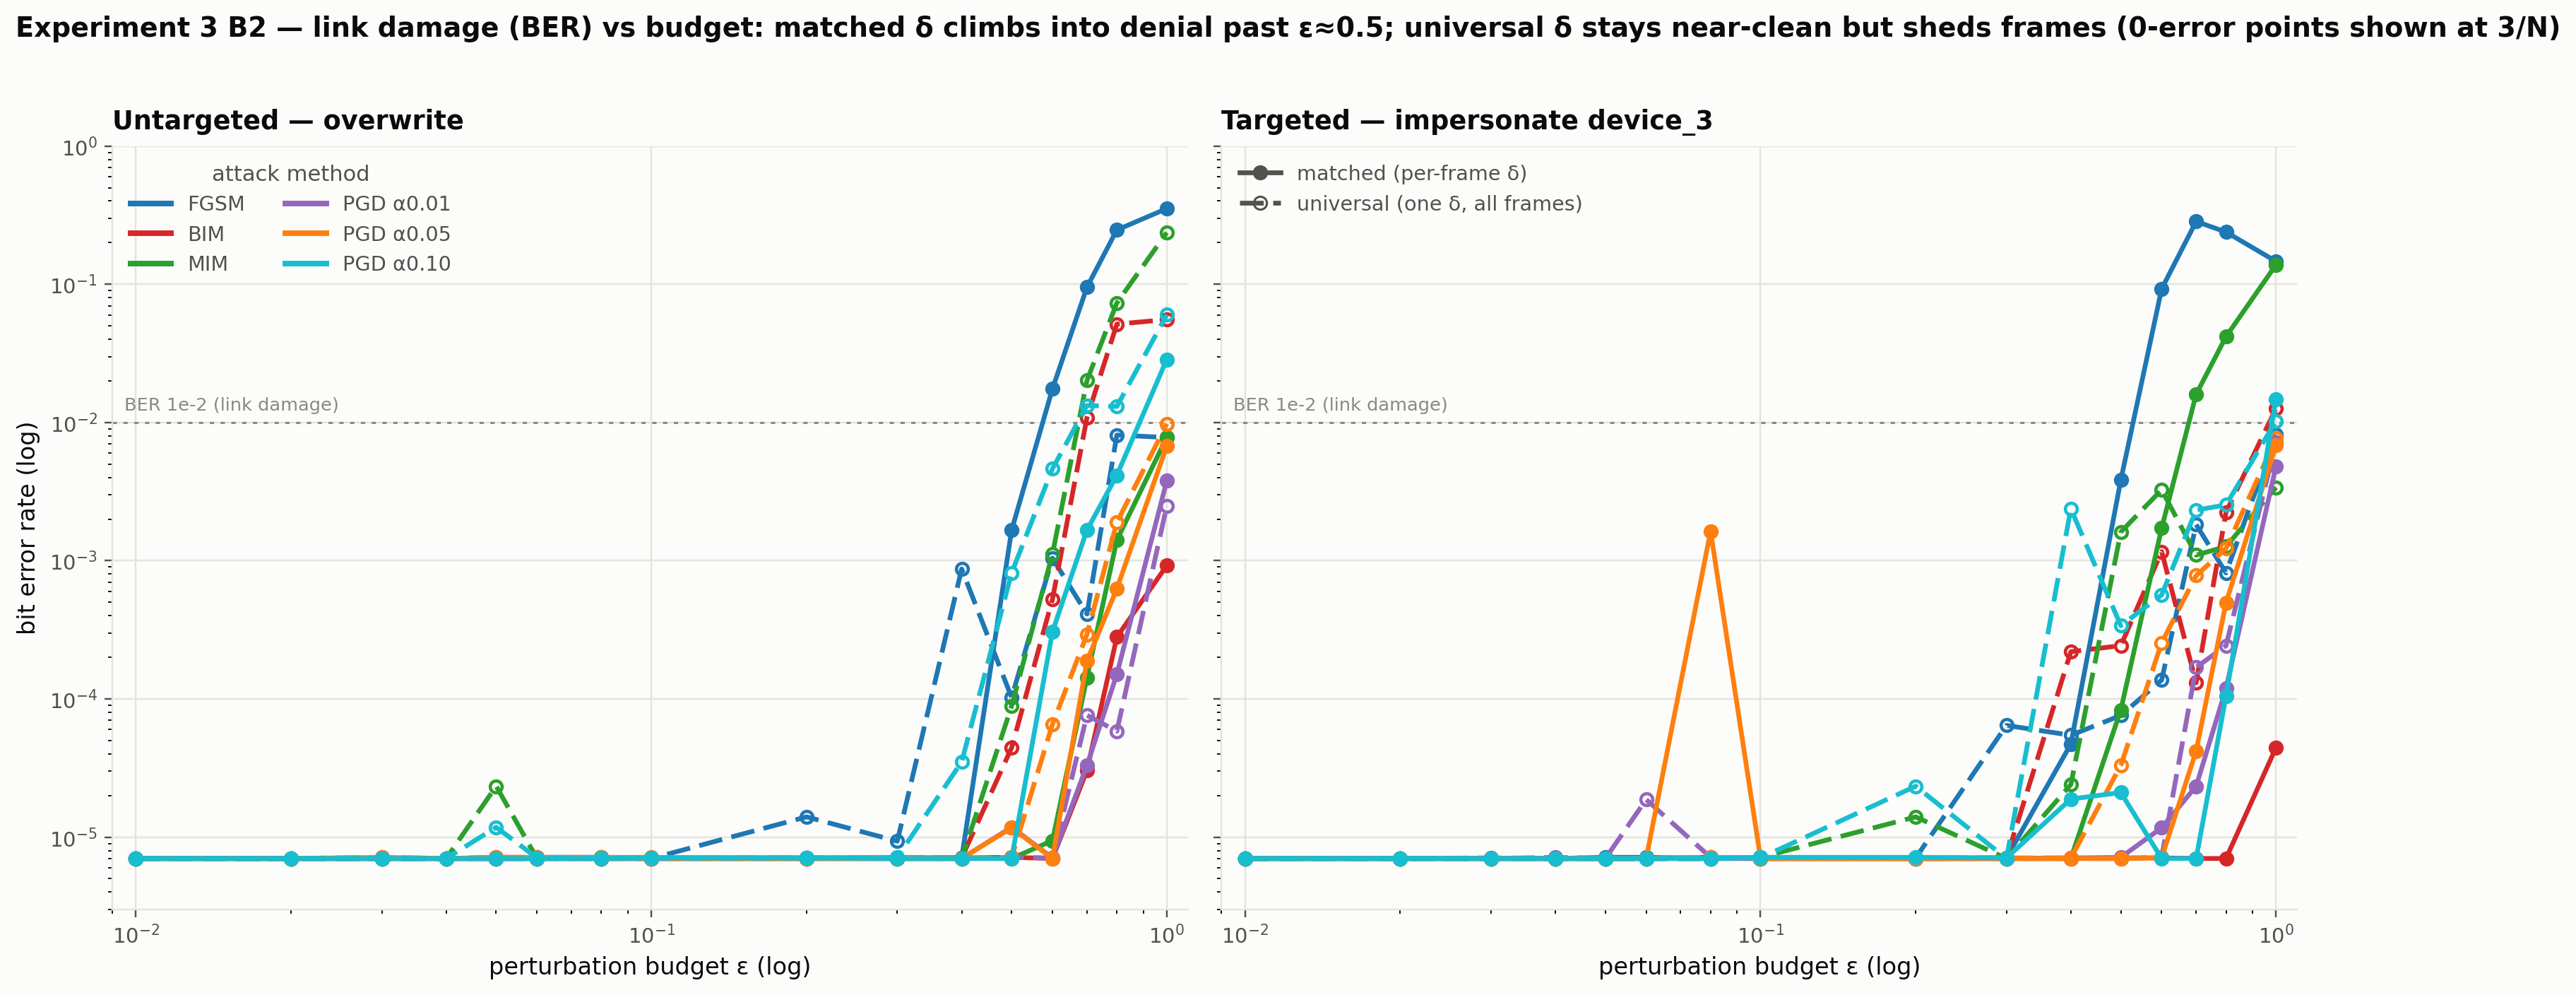 Experiment 3 B2 — link damage (BER) vs budget: matched δ climbs into denial past ε≈0.5; universal δ stays near-clean but sheds frames (0-error points shown at 3/N)
Untargeted — overwrite
attack method
FGSM
BIM
MIM
PGD α0.01
PGD α0.05
PGD α0.10
BER 1e-2 (link damage)
bit error rate (log)
10⁰
10⁻¹
10⁻²
10⁻³
10⁻⁴
10⁻⁵
10⁻²
10⁻¹
10⁰
perturbation budget ε (log)
Targeted — impersonate device_3
matched (per-frame δ)
universal (one δ, all frames)
BER 1e-2 (link damage)
10⁻²
10⁻¹
10⁰
perturbation budget ε (log)